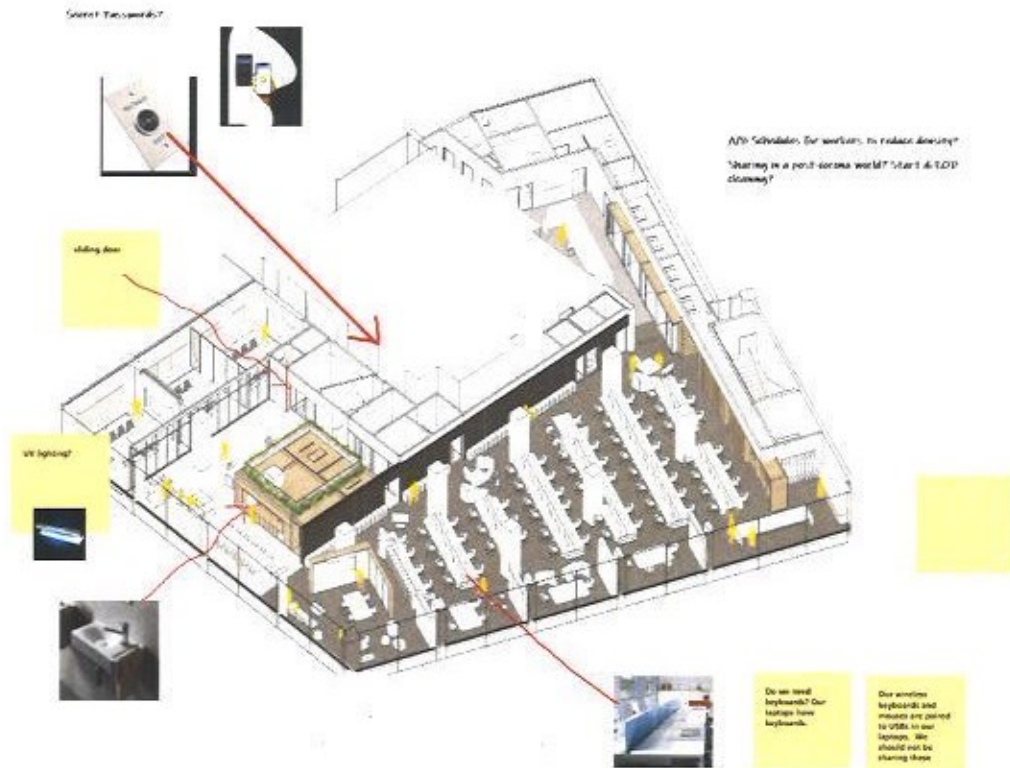 Secret Passwords?
A/B Schedules for workers to reduce density?
Sharing in a post-corona world? Start &
cleaning?
sliding door
UV lighting?
Do we need
keyboards? Our
laptops have
keyboards.
Our wireless
keyboards and
mouses are paired
to USBs in our
laptops. We
should not be
sharing these